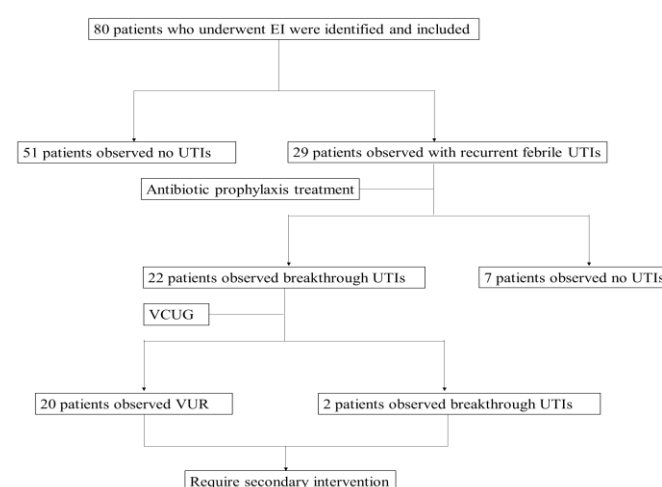 80 patients who underwent EI were identified and included
51 patients observed no UTIs
29 patients observed with recurrent febrile UTIs
Antibiotic prophylaxis treatment
22 patients observed breakthrough UTIs
7 patients observed no UTIs
VCUG
20 patients observed VUR
2 patients observed breakthrough UTIs
Require secondary intervention